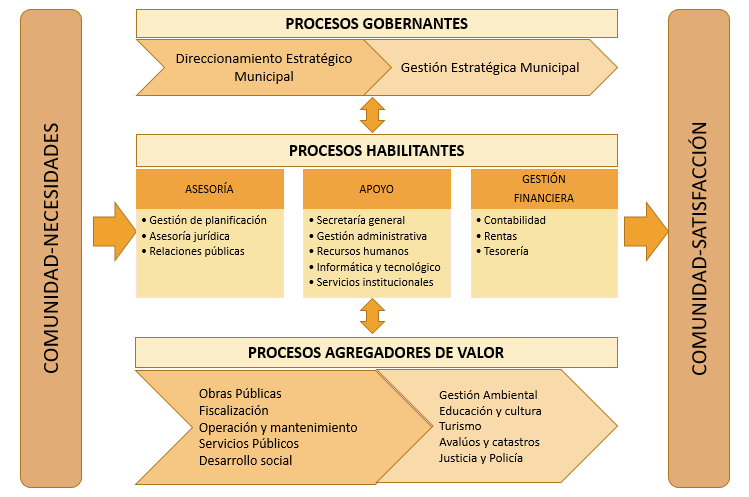 COMUNIDAD-NECESIDADES
PROCESOS GOBERNANTES
Direccionamiento Estratégico
Municipal
Gestión Estratégica Municipal
PROCESOS HABILITANTES
ASESORÍA
• Gestión de planificación
• Asesoría jurídica
• Relaciones públicas
APOYO
• Secretaría general
• Gestión administrativa
• Recursos humanos
• Informática y tecnológico
• Servicios institucionales
GESTIÓN
FINANCIERA
• Contabilidad
• Rentas
• Tesorería
PROCESOS AGREGADORES DE VALOR
Obras Públicas
Fiscalización
Operación y mantenimiento
Servicios Públicos
Desarrollo social
Gestión Ambiental
Educación y cultura
Turismo
Avalúos y catastros
Justicia y Policía
COMUNIDAD-SATISFACCIÓN